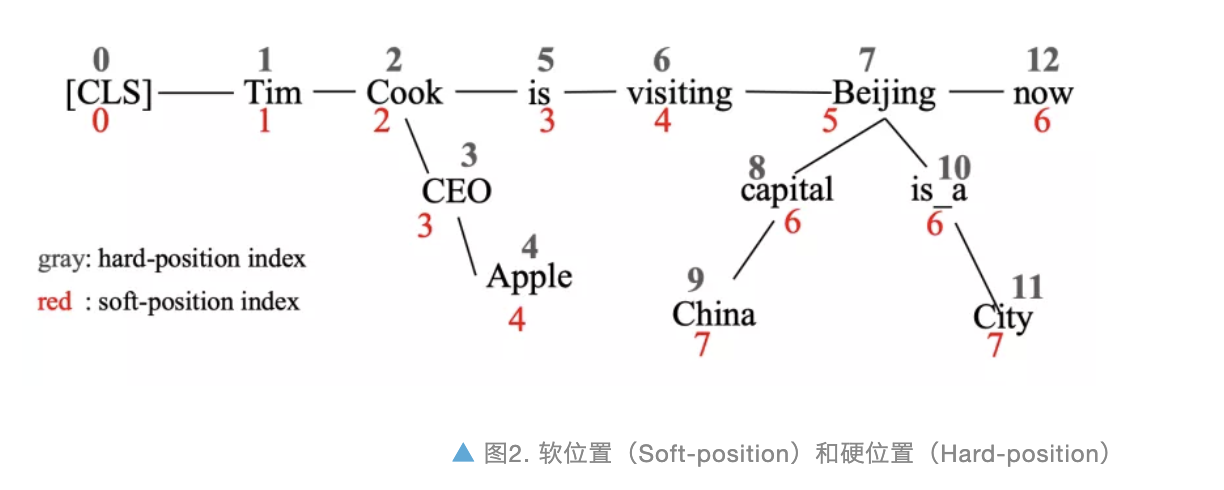 0 1 2 5 6 7 12
[CLS] Tim Cook is visiting Beijing now
0 1 2 3 4 5 6
3 8 10
CEO capital is_a
3 6 6
gray: hard-position index 4 9 11
red : soft-position index Apple China City
4 7 7
▲ 图2. 软位置（Soft-position）和硬位置（Hard-position）